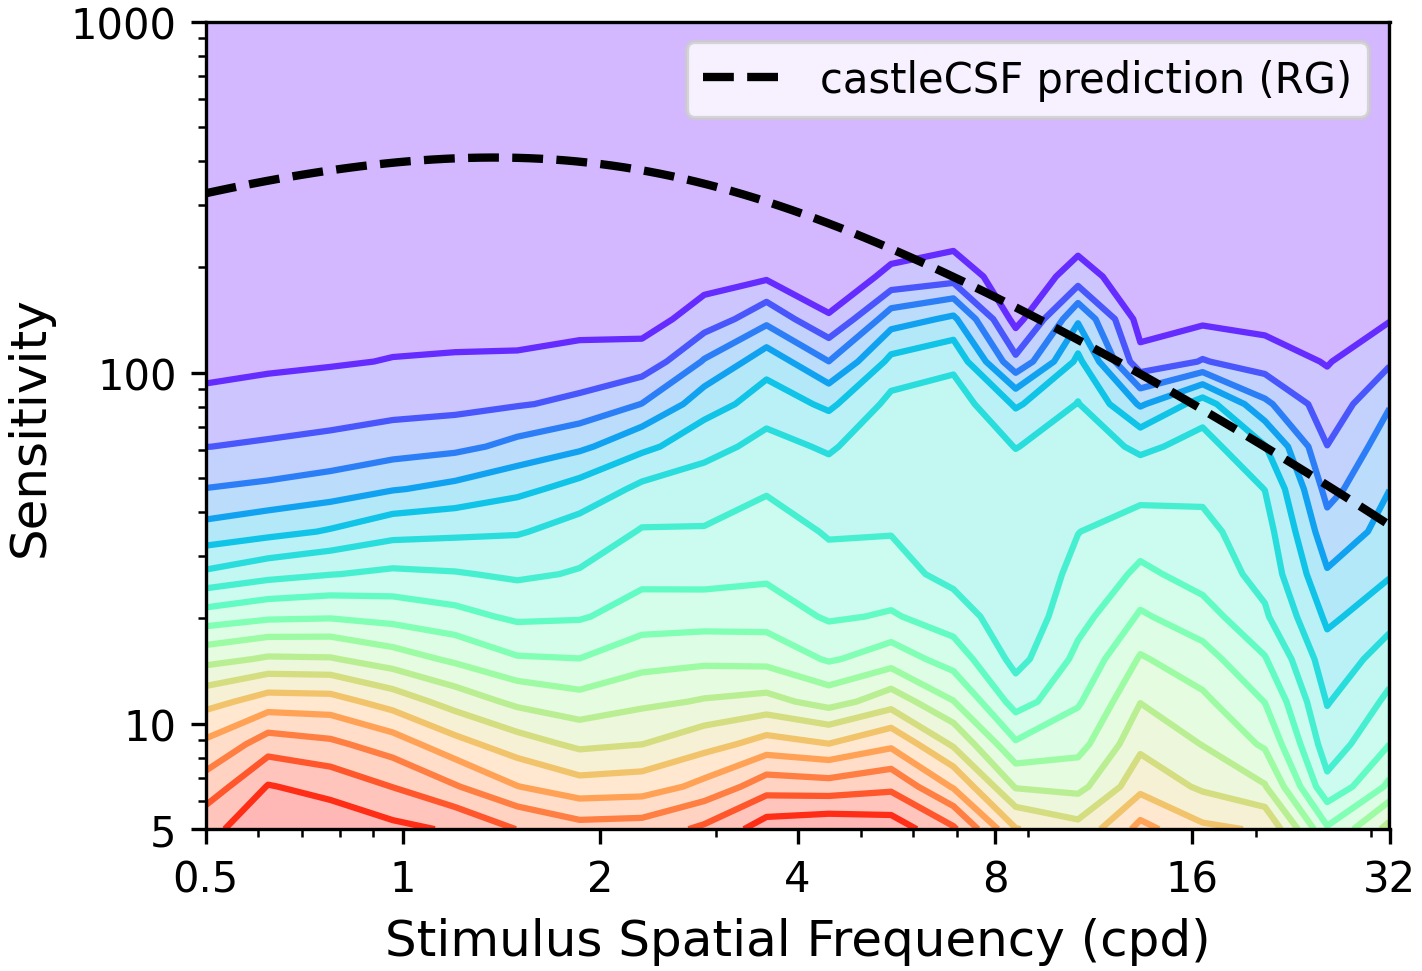 1000
100
10
5
Sensitivity
castleCSF prediction (RG)
0.5 1 2 4 8 16 32
Stimulus Spatial Frequency (cpd)